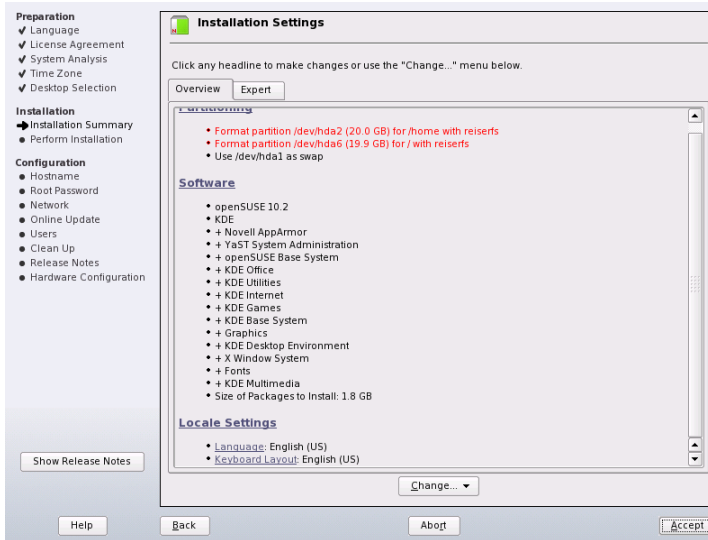 Preparation
Language
License Agreement
System Analysis
Time Zone
Desktop Selection
Installation
Installation Summary
Perform Installation
Configuration
Hostname
Root Password
Network
Online Update
Users
Clean Up
Release Notes
Hardware Configuration
Show Release Notes
Help
Installation Settings
Click any headline to make changes or use the "Change..." menu below.
Overview
Expert
Partitioning
Format partition /dev/hda2 (20.0 GB) for /home with reiserfs
Format partition /dev/hda6 (19.9 GB) for / with reiserfs
Use /dev/hda1 as swap
Software
openSUSE 10.2
KDE
+ Novell AppArmor
+ YaST System Administration
+ openSUSE Base System
+ KDE Office
+ KDE Utilities
+ KDE Internet
+ KDE Games
+ KDE Base System
+ Graphics
+ KDE Desktop Environment
+ X Window System
+ Fonts
+ KDE Multimedia
Size of Packages to Install: 1.8 GB
Locale Settings
Language: English (US)
Keyboard Layout: English (US)
Change...
Back
Abort
Accept